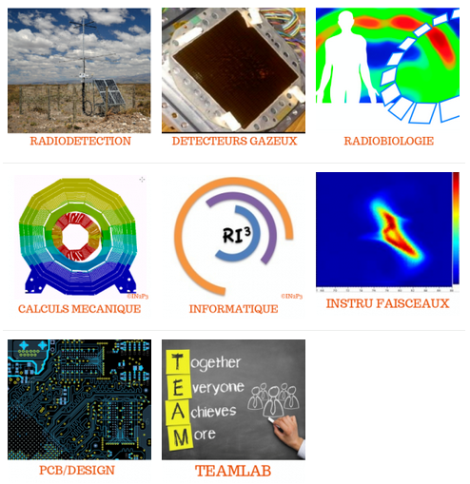 RADIODETECTION
DETECTEURS GAZEUX
RADIOBIOLOGIE
©IN2P3
CALCULS MECANIQUE
RI³
©IN2P3
INFORMATIQUE
INSTRU FAISCEAUX
PCB/DESIGN
Together
Everyone
Achieves
More
TEAMLAB